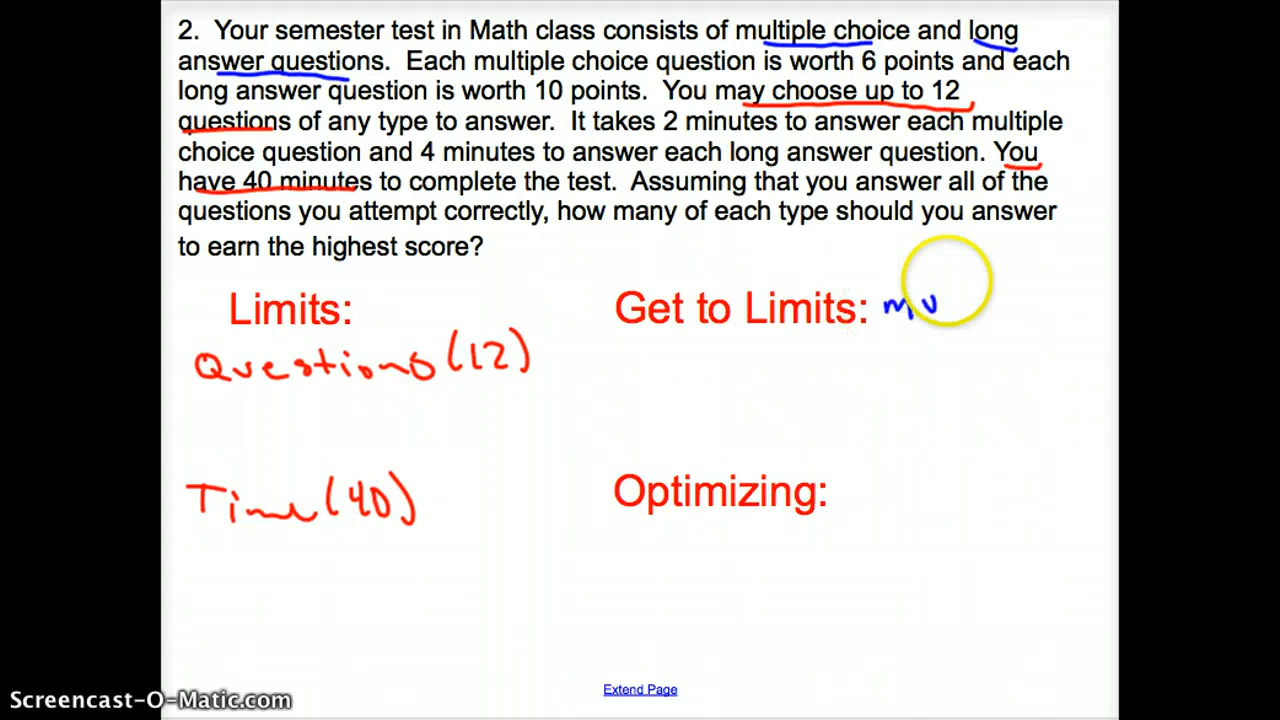 2. Your semester test in Math class consists of multiple choice and long
answer questions. Each multiple choice question is worth 6 points and each
long answer question is worth 10 points. You may choose up to 12
questions of any type to answer. It takes 2 minutes to answer each multiple
choice question and 4 minutes to answer each long answer question. You
have 40 minutes to complete the test. Assuming that you answer all of the
questions you attempt correctly, how many of each type should you answer
to earn the highest score?
Limits:
Questions (12)
Time (40)
Get to Limits: mu
Optimizing:
Extend Page
Screencast-O-Matic.com